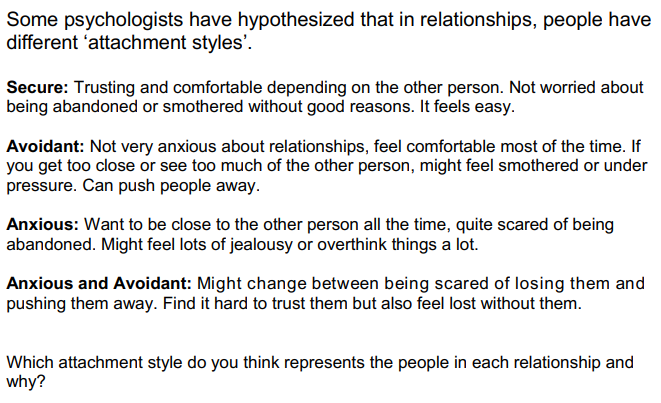 Some psychologists have hypothesized that in relationships, people have
different ‘attachment styles’.
Secure: Trusting and comfortable depending on the other person. Not worried about
being abandoned or smothered without good reasons. It feels easy.
Avoidant: Not very anxious about relationships, feel comfortable most of the time. If
you get too close or see too much of the other person, might feel smothered or under
pressure. Can push people away.
Anxious: Want to be close to the other person all the time, quite scared of being
abandoned. Might feel lots of jealousy or overthink things a lot.
Anxious and Avoidant: Might change between being scared of losing them and
pushing them away. Find it hard to trust them but also feel lost without them.
Which attachment style do you think represents the people in each relationship and
why?